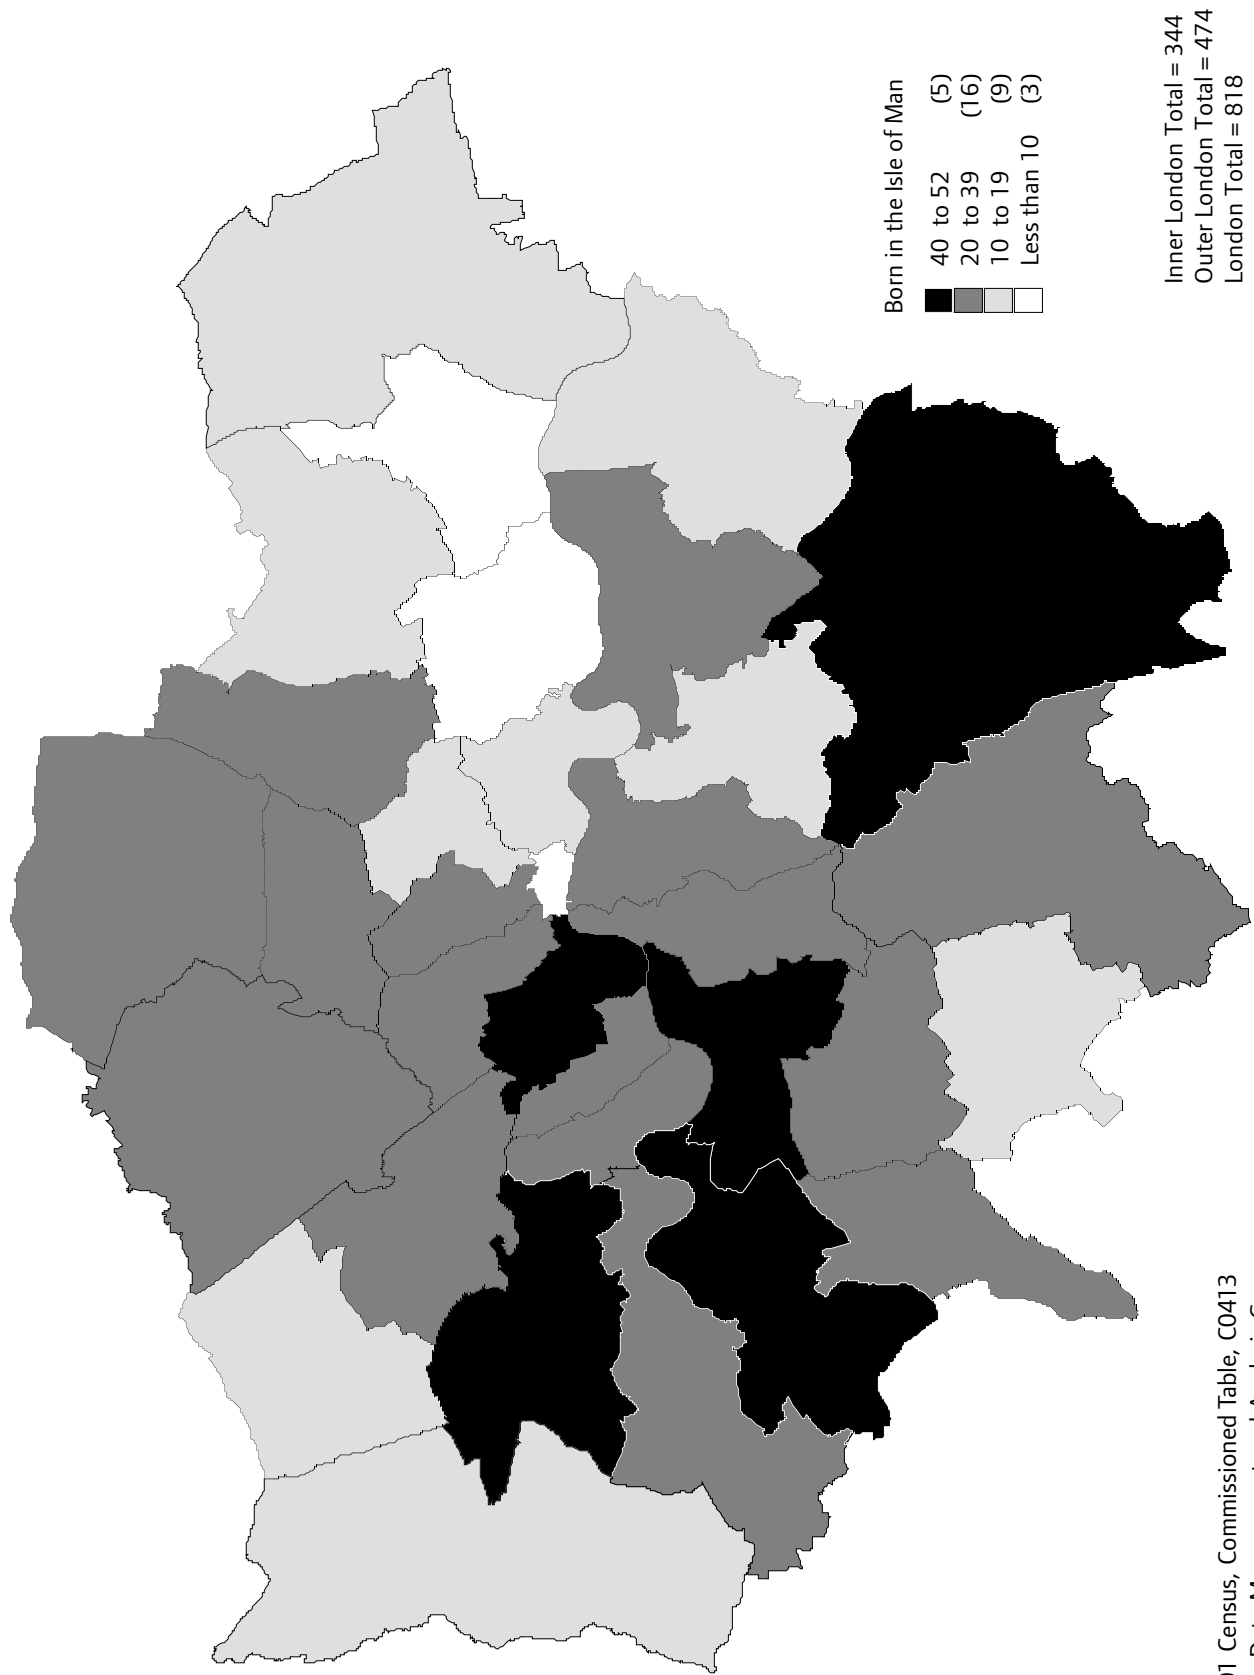 Born in the Isle of Man
40 to 52 (5)
20 to 39 (16)
10 to 19 (9)
Less than 10 (3)
Inner London Total = 344
Outer London Total = 474
London Total = 818
Census, Commissioned Table, C0413